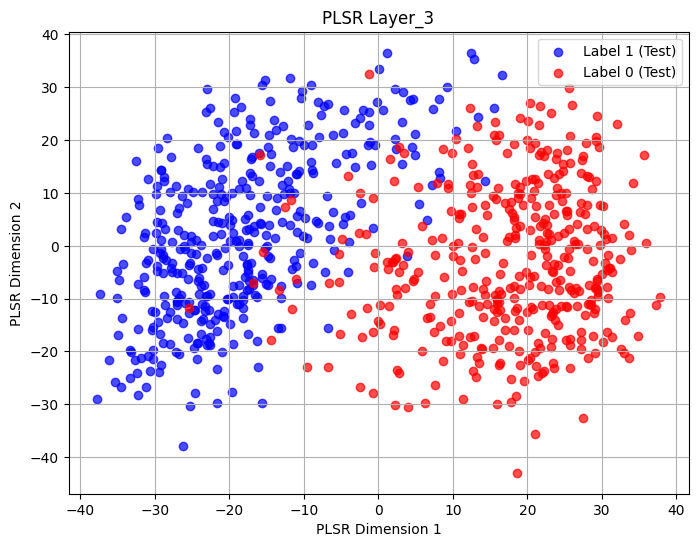 PLSR Layer_3
Label 1 (Test)
Label 0 (Test)
PLSR Dimension 2
40
30
20
10
0
−10
−20
−30
−40
−40 −30 −20 −10 0 10 20 30 40
PLSR Dimension 1